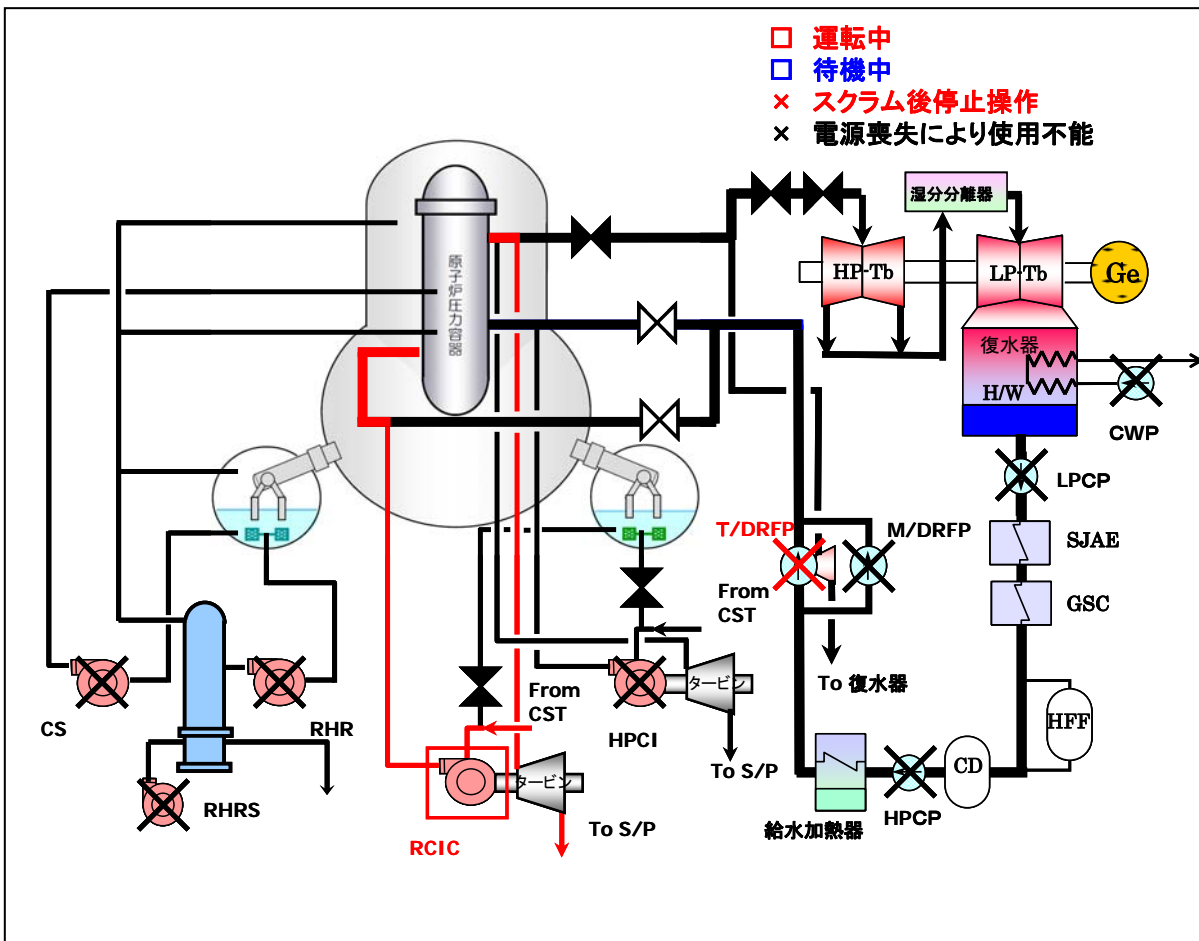 □ 運転中
□ 待機中
× スクラム後停止操作
× 電源喪失により使用不能
湿分分離器
HP-Tb
LP-Tb
Ge
原子炉圧力容器
復水器
H/W
CWP
LPCP
T/DRFP
M/DRFP
SJAE
From
CST
GSC
To 復水器
From
CST
タービン
HPCI
To S/P
CS
RHR
HFF
CD
RHRS
タービン
RCIC
To S/P
給水加熱器
HPCP